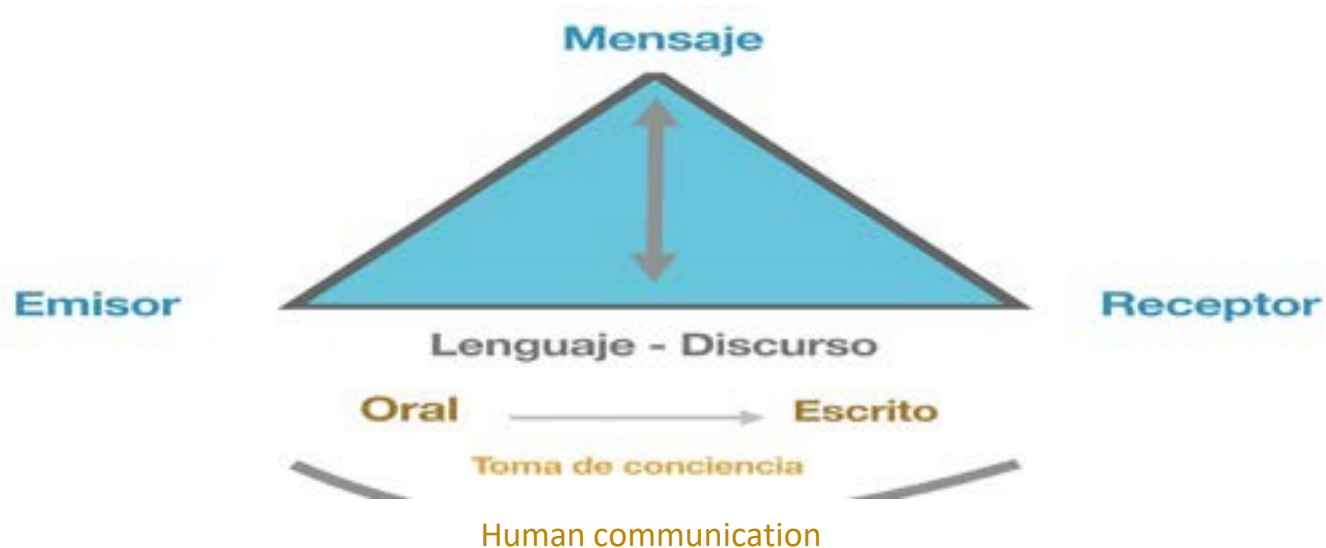 Mensaje
Emisor
Receptor
Lenguaje - Discurso
Oral
Escrito
Toma de conciencia
Human communication